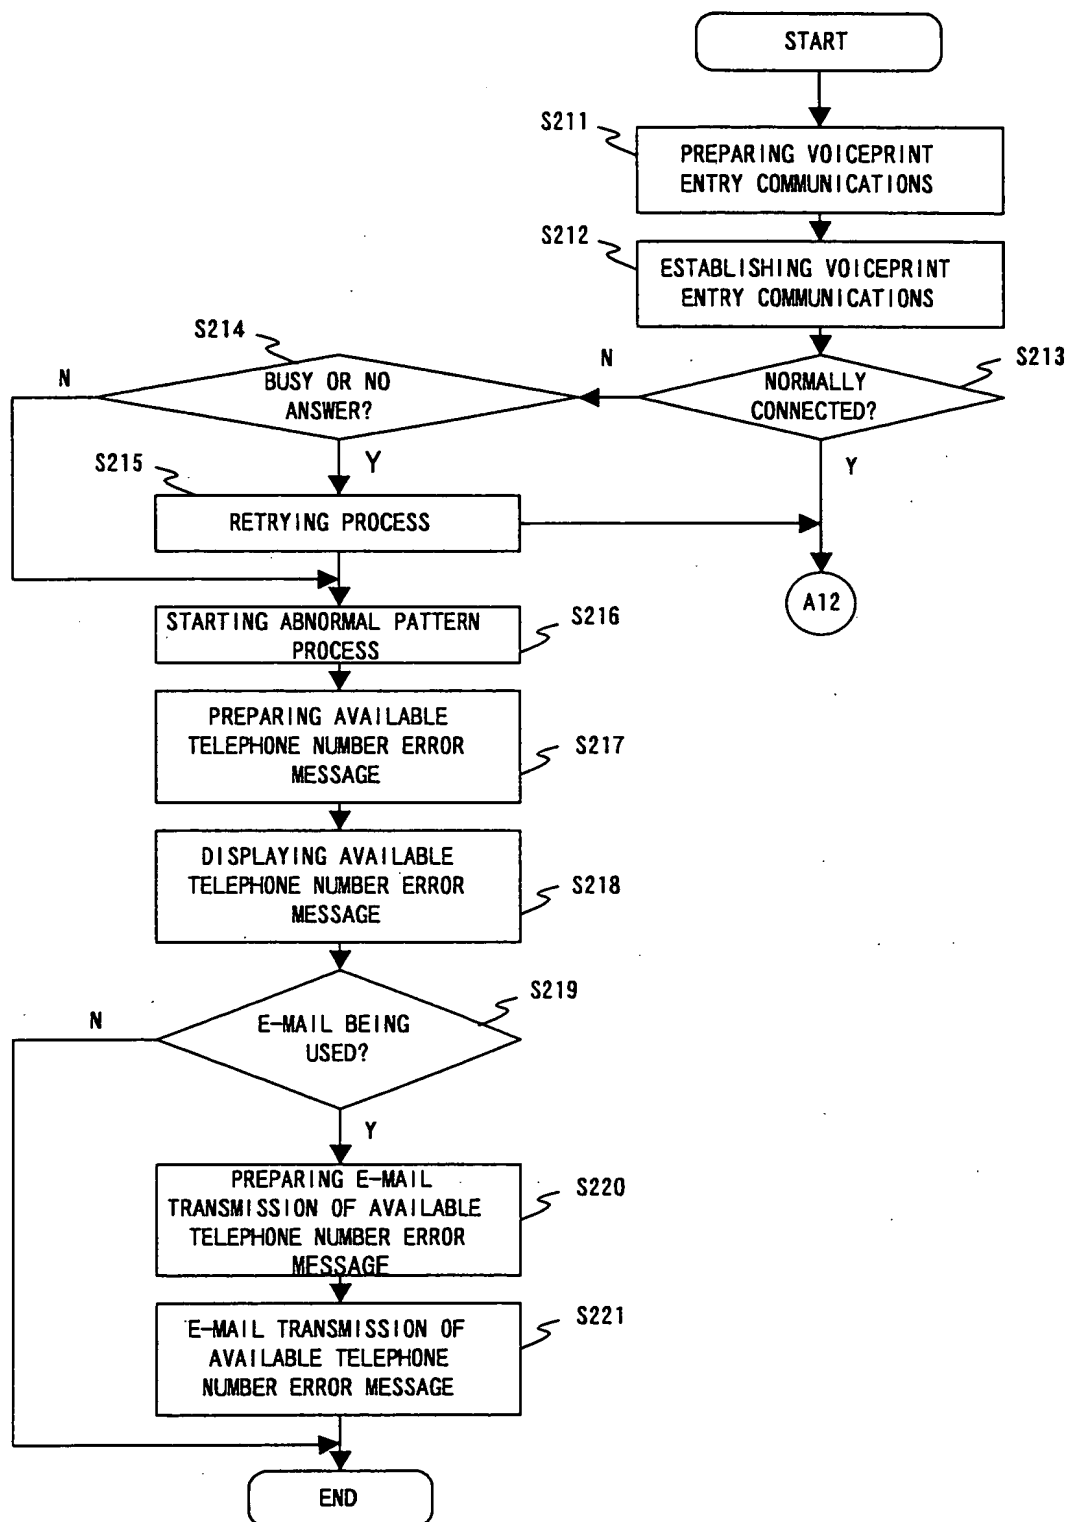 START
S211
PREPARING VOICEPRINT
ENTRY COMMUNICATIONS
S212
ESTABLISHING VOICEPRINT
ENTRY COMMUNICATIONS
S213
NORMALLY
CONNECTED?
N
Y
S214
BUSY OR NO
ANSWER?
N
Y
S215
RETRYING PROCESS
A12
STARTING ABNORMAL PATTERN
PROCESS
S216
PREPARING AVAILABLE
TELEPHONE NUMBER ERROR
MESSAGE
S217
DISPLAYING AVAILABLE
TELEPHONE NUMBER ERROR
MESSAGE
S218
S219
E-MAIL BEING
USED?
N
Y
PREPARING E-MAIL
TRANSMISSION OF AVAILABLE
TELEPHONE NUMBER ERROR
MESSAGE
S220
E-MAIL TRANSMISSION OF
AVAILABLE TELEPHONE
NUMBER ERROR MESSAGE
S221
END